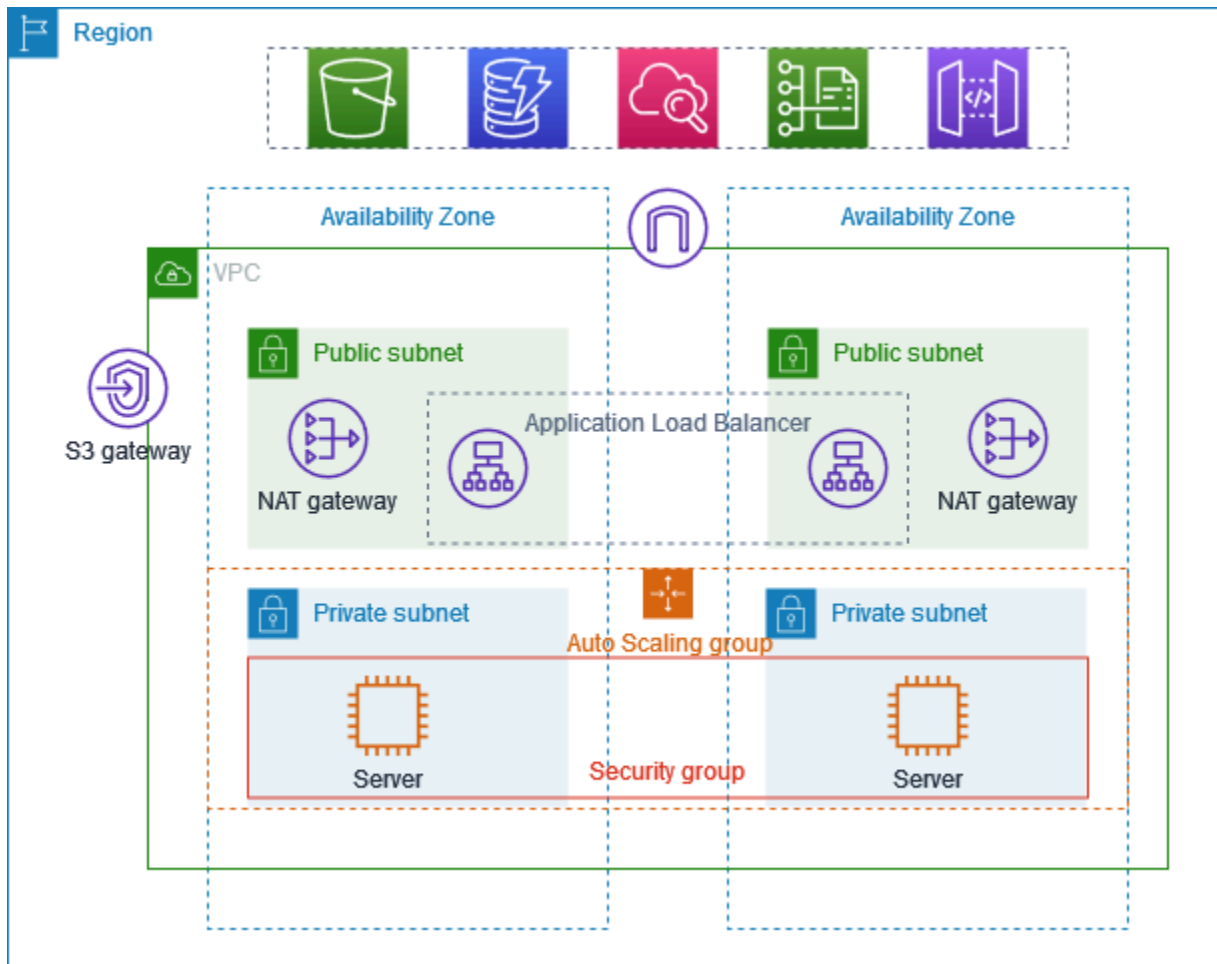 Region
Availability Zone
Availability Zone
VPC
Public subnet
Public subnet
Application Load Balancer
S3 gateway
NAT gateway
NAT gateway
Private subnet
Private subnet
Auto Scaling group
Security group
Server
Server